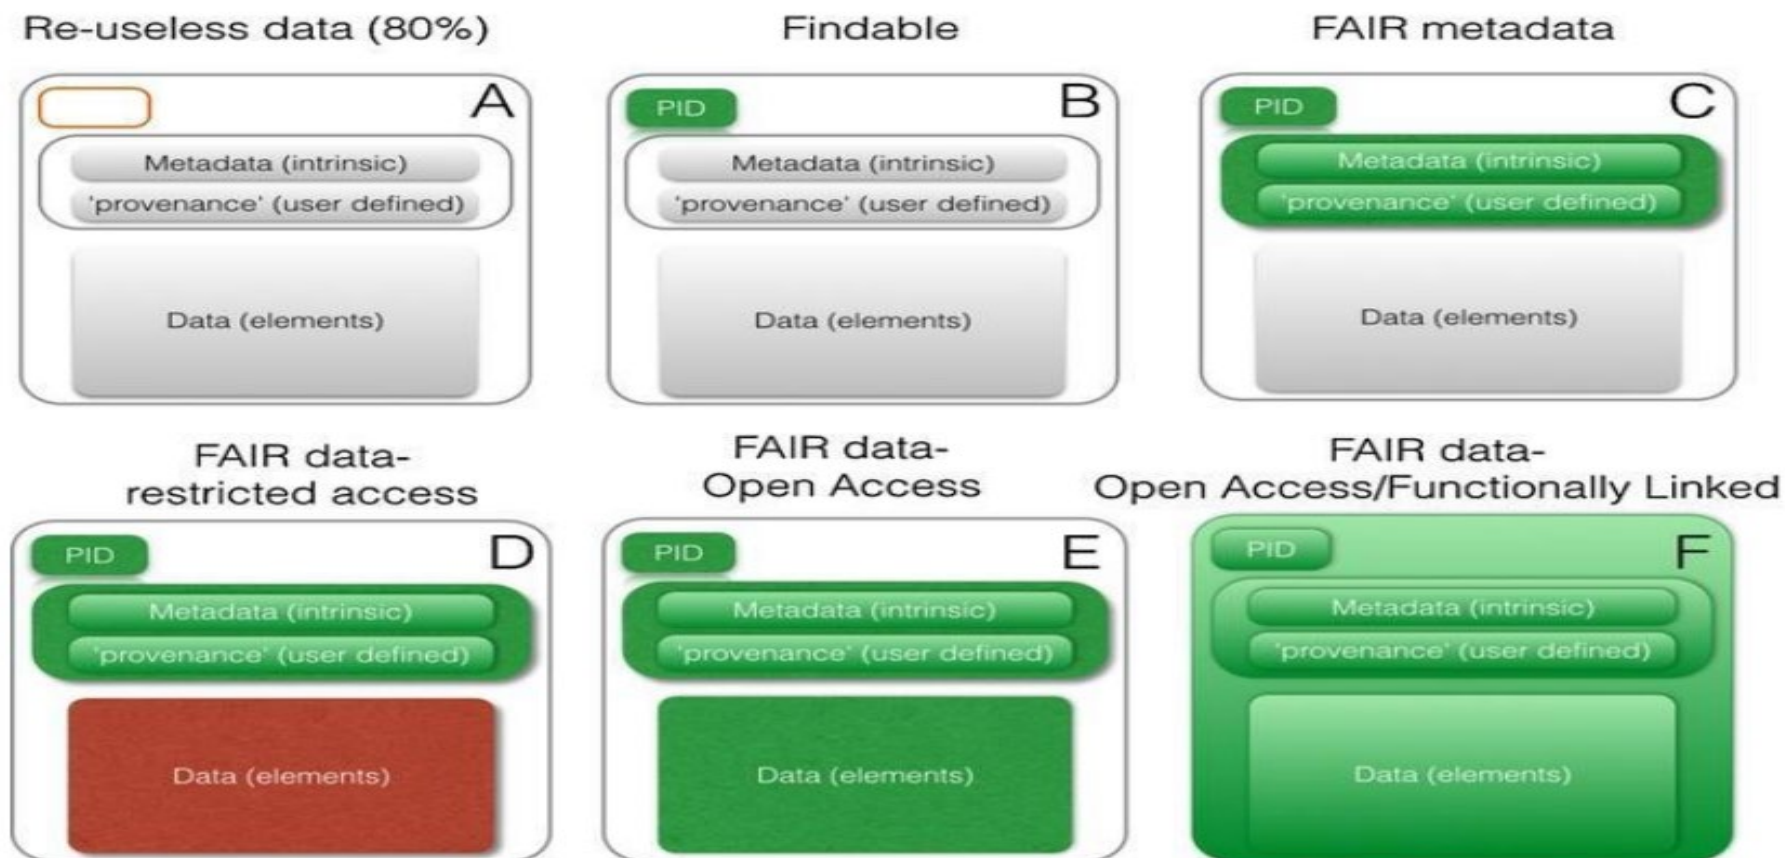 Re-useless data (80%)
Findable
FAIR metadata
A
Metadata (intrinsic)
'provenance' (user defined)
Data (elements)
PID
B
Metadata (intrinsic)
'provenance' (user defined)
Data (elements)
PID
C
Metadata (intrinsic)
'provenance' (user defined)
Data (elements)
FAIR data-
restricted access
FAIR data-
Open Access
FAIR data-
Open Access/Functionally Linked
PID
D
Metadata (intrinsic)
'provenance' (user defined)
Data (elements)
PID
E
Metadata (intrinsic)
'provenance' (user defined)
Data (elements)
PID
F
Metadata (intrinsic)
'provenance' (user defined)
Data (elements)